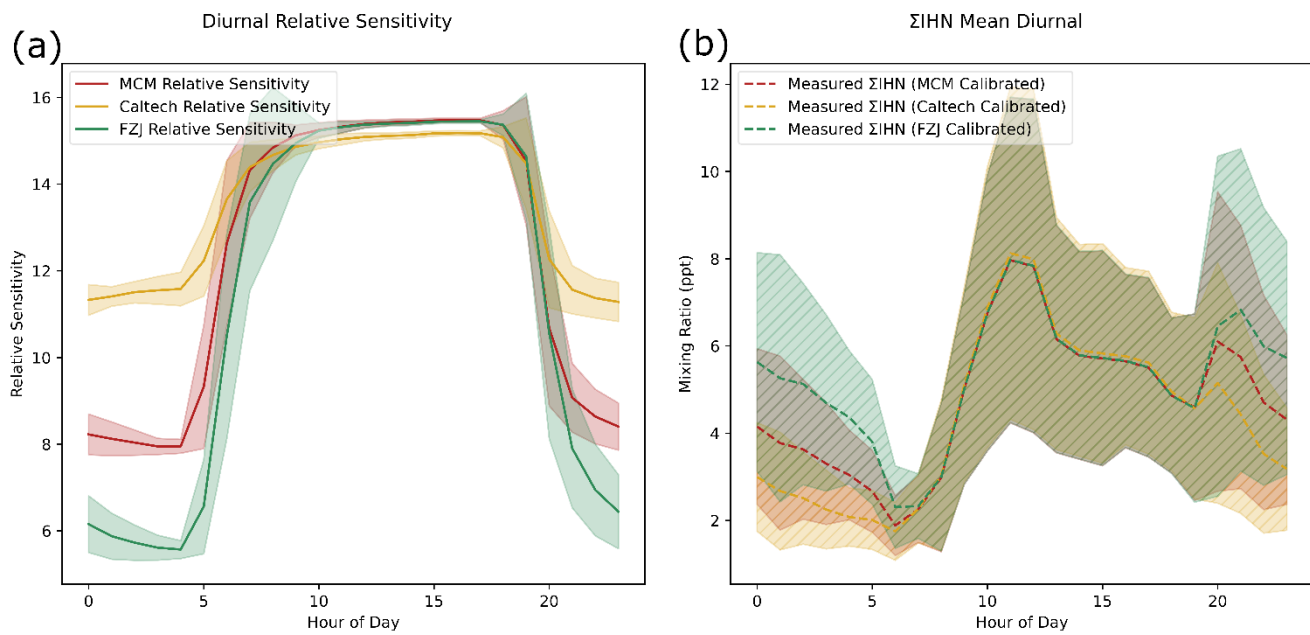 (a)
Diurnal Relative Sensitivity
MCM Relative Sensitivity
Caltech Relative Sensitivity
FZJ Relative Sensitivity
Relative Sensitivity
16
14
12
10
8
6
0
5
10
15
20
Hour of Day
(b)
ΣIHN Mean Diurnal
Measured ΣIHN (MCM Calibrated)
Measured ΣIHN (Caltech Calibrated)
Measured ΣIHN (FZJ Calibrated)
Mixing Ratio (ppt)
12
10
8
6
4
2
0
5
10
15
20
Hour of Day